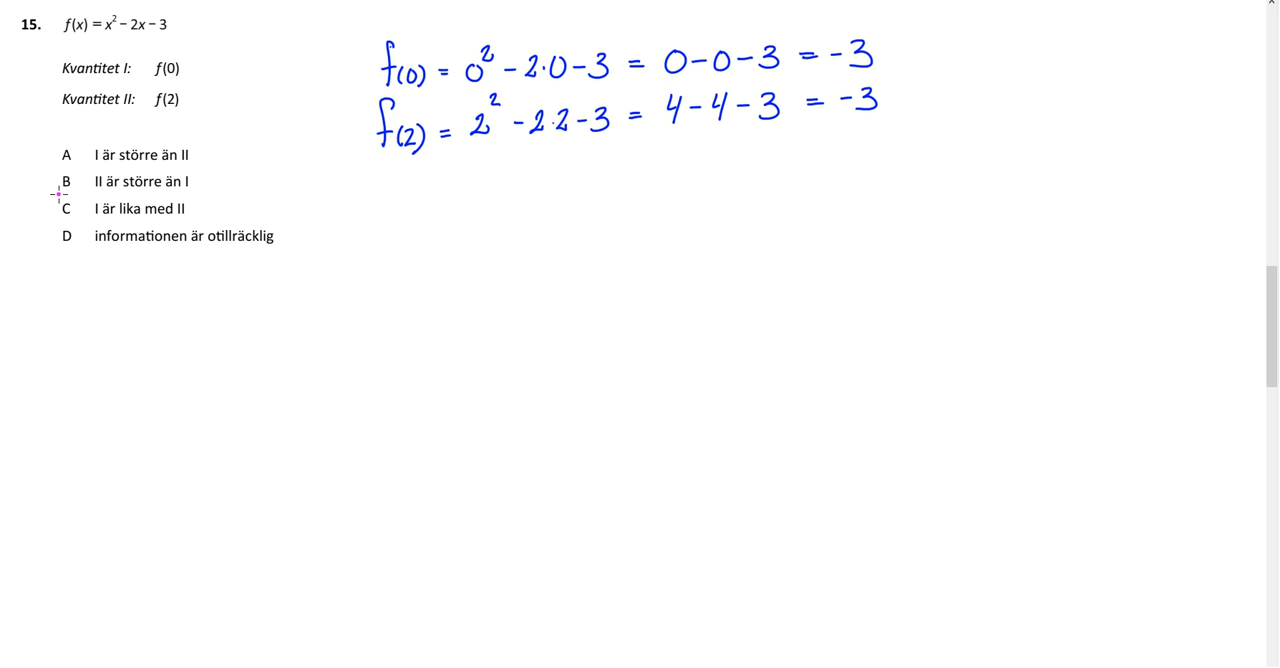 15. f(x) = x² – 2x – 3
f(0) = 0² - 2·0 - 3 = 0 - 0 - 3 = -3
Kvantitet I: f(0)
Kvantitet II: f(2)
f(2) = 2² - 2·2 - 3 = 4 - 4 - 3 = -3
A I är större än II
B II är större än I
C I är lika med II
D informationen är otillräcklig